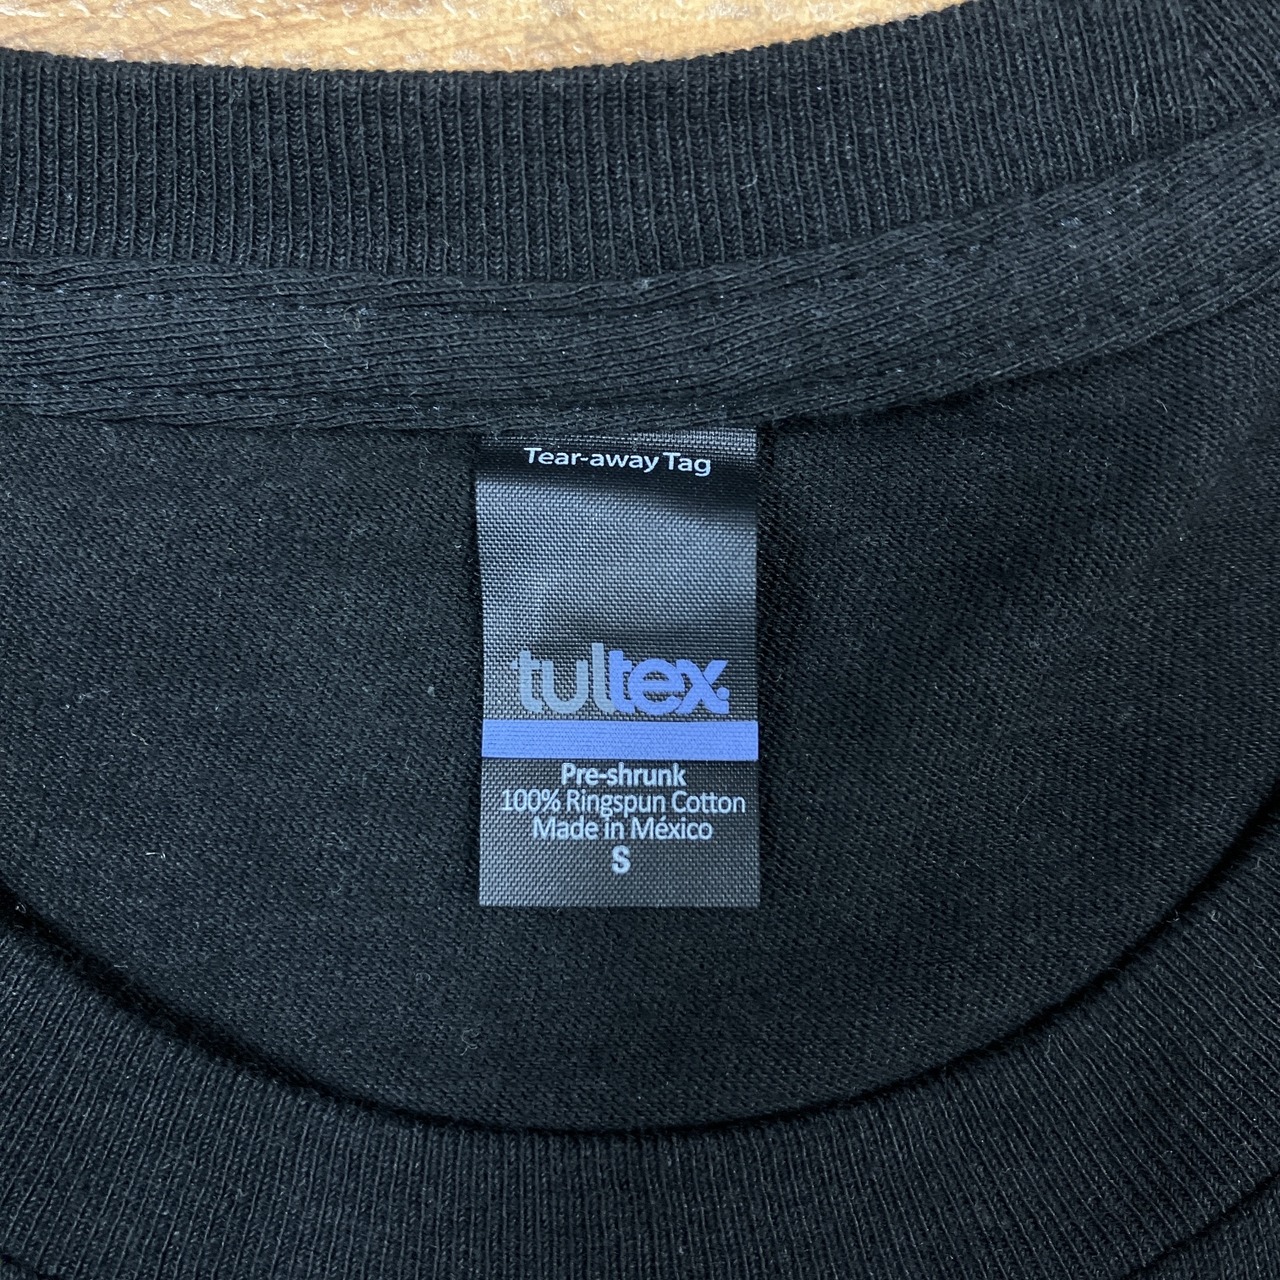 Tear-away Tag
tultex
Pre-shrunk
100% Ringspun Cotton
Made in México
S